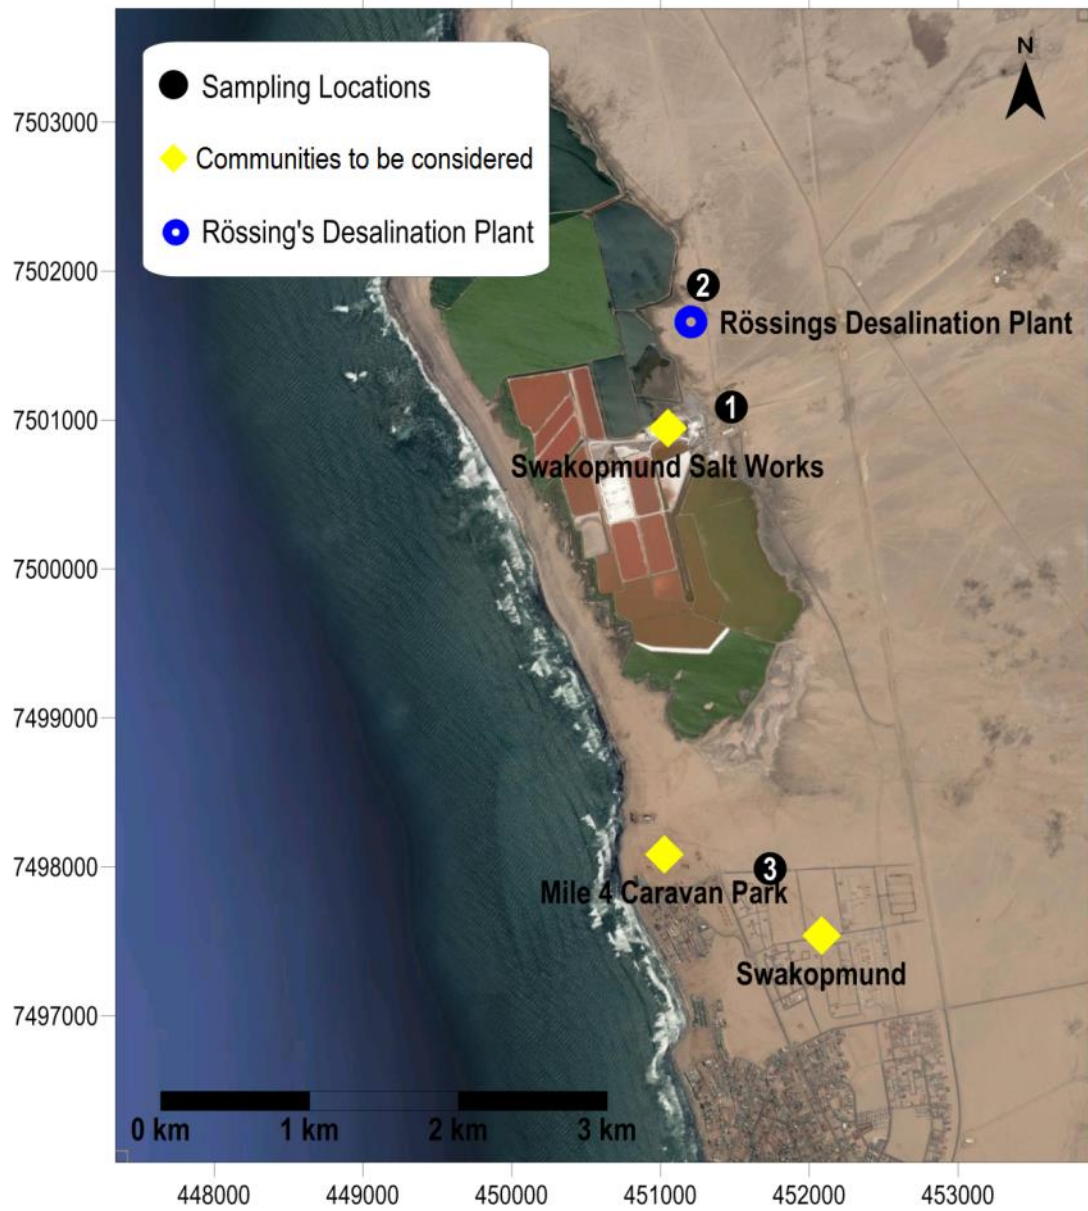 Sampling Locations
Communities to be considered
Rössing's Desalination Plant
N
7503000
7502000
7501000
7500000
7499000
7498000
7497000
2
Rössings Desalination Plant
1
Swakopmund Salt Works
3
Mile 4 Caravan Park
Swakopmund
0 km 1 km 2 km 3 km
448000 449000 450000 451000 452000 453000